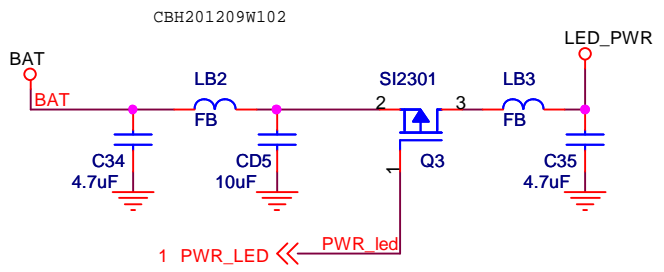 CBH201209W102
LED_PWR
BAT
LB2
SI2301
LB3
BAT
2
3
FB
FB
C34
CD5
Q3
C35
1
4.7uF
10uF
4.7uF
PWR_led
1 PWR_LED